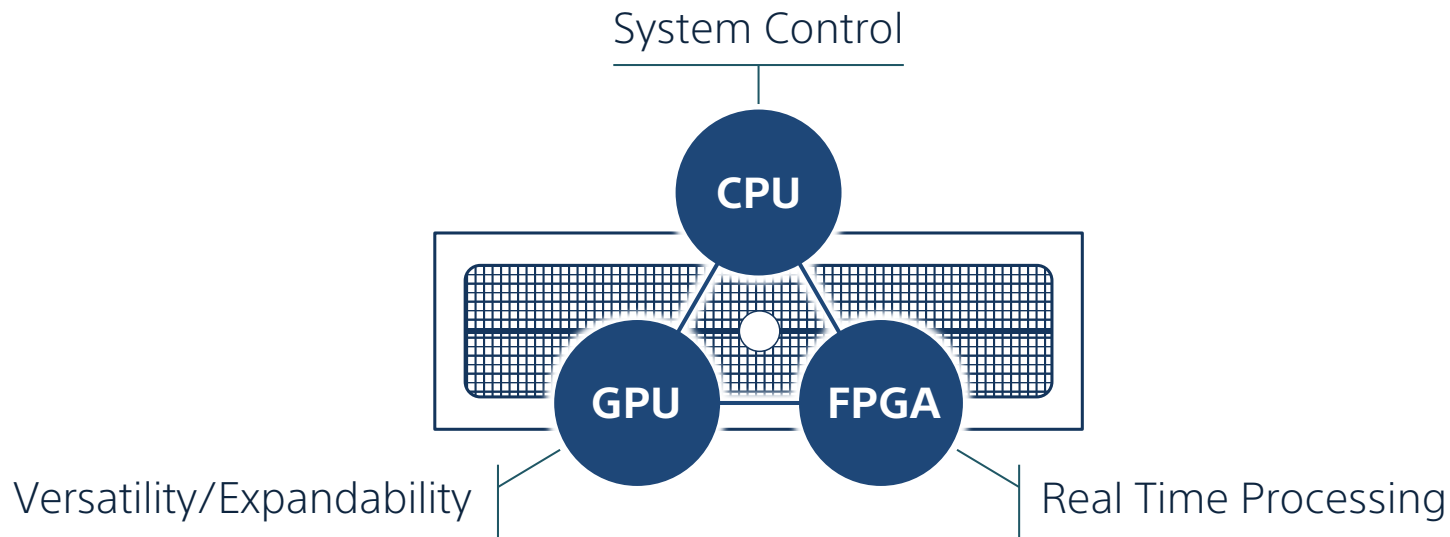 System Control
CPU
GPU
FPGA
Versatility/Expandability
Real Time Processing